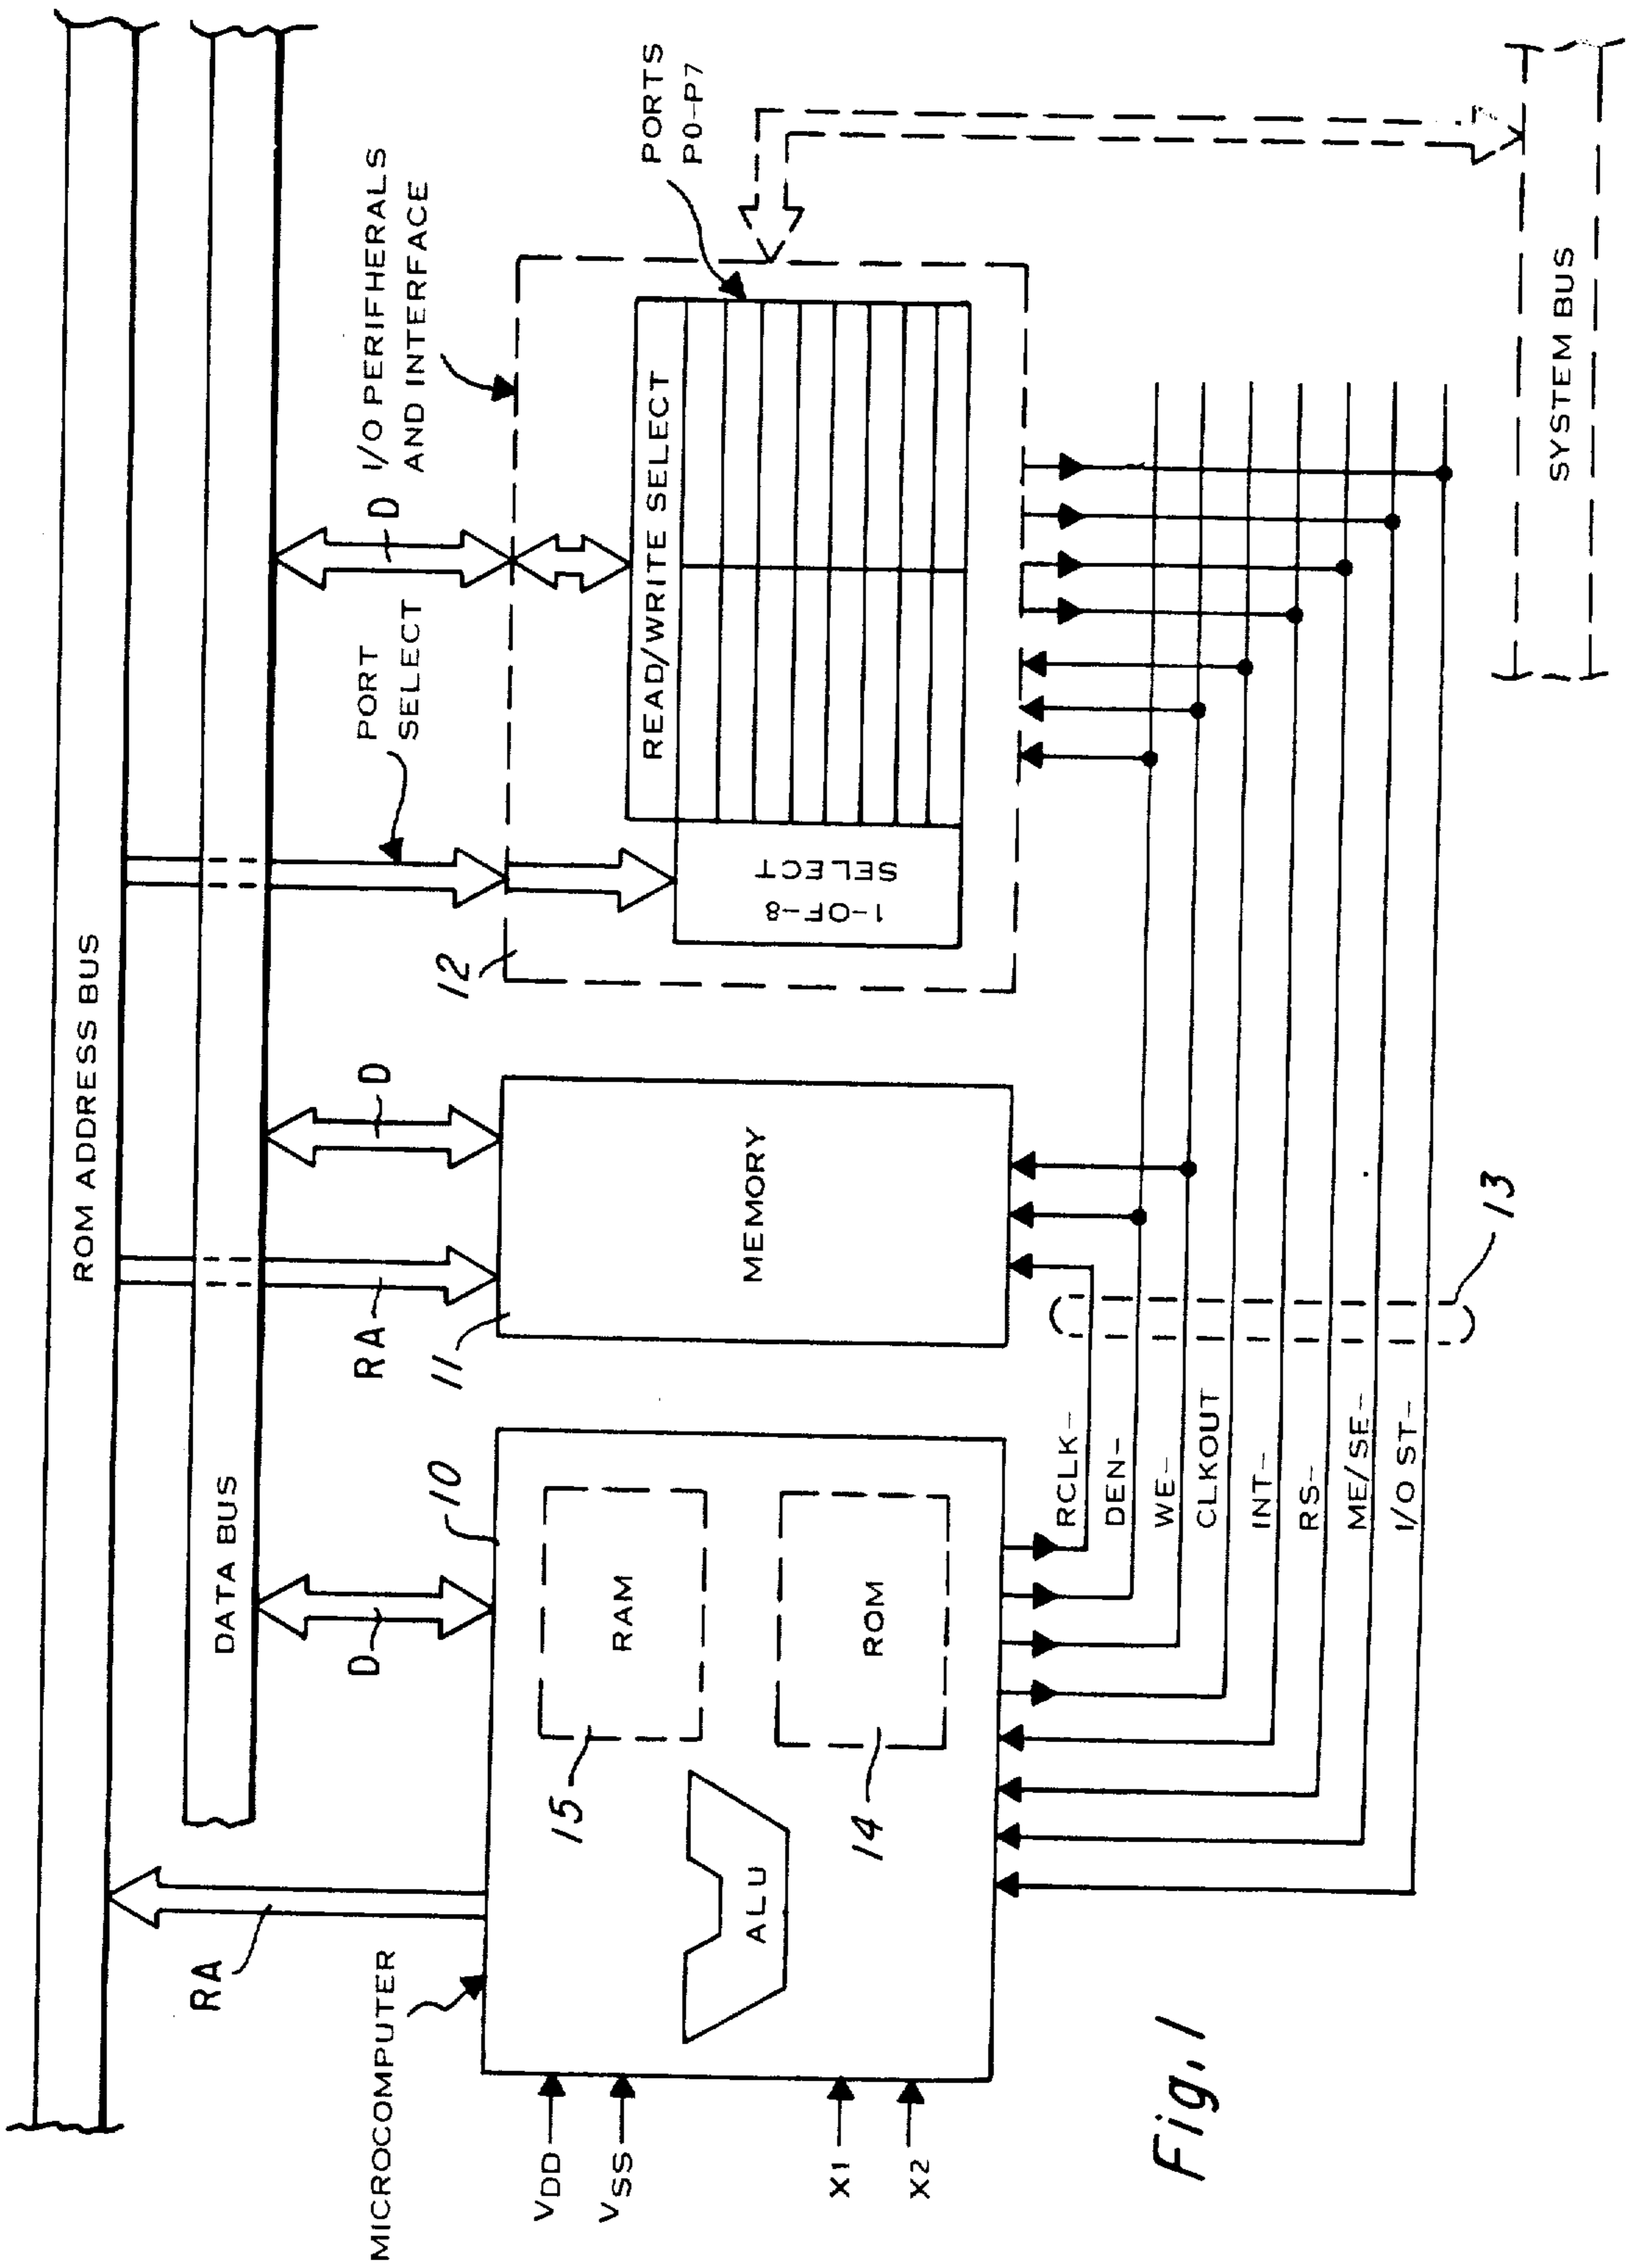 ROM ADDRESS BUS
DATA BUS
RA
MICROCOMPUTER
D
10
RA
11
D
PORT
SELECT
D
I/O PERIFHERALS
AND INTERFACE
12
PORTS
P0-P7
VDD
VSS
X1
X2
15
RAM
ALU
14
ROM
MEMORY
READ/WRITE SELECT
1-OF-8
SELECT
RCLK-
DEN-
WE-
CLKOUT
INT-
RS-
ME/SE-
I/O ST-
13
SYSTEM BUS
Fig. 1